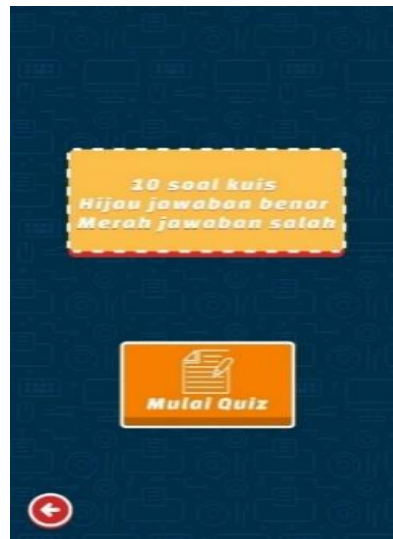 10 soal kuis
Hijau jawaban benar
Merah jawaban salah
Mulai Quiz